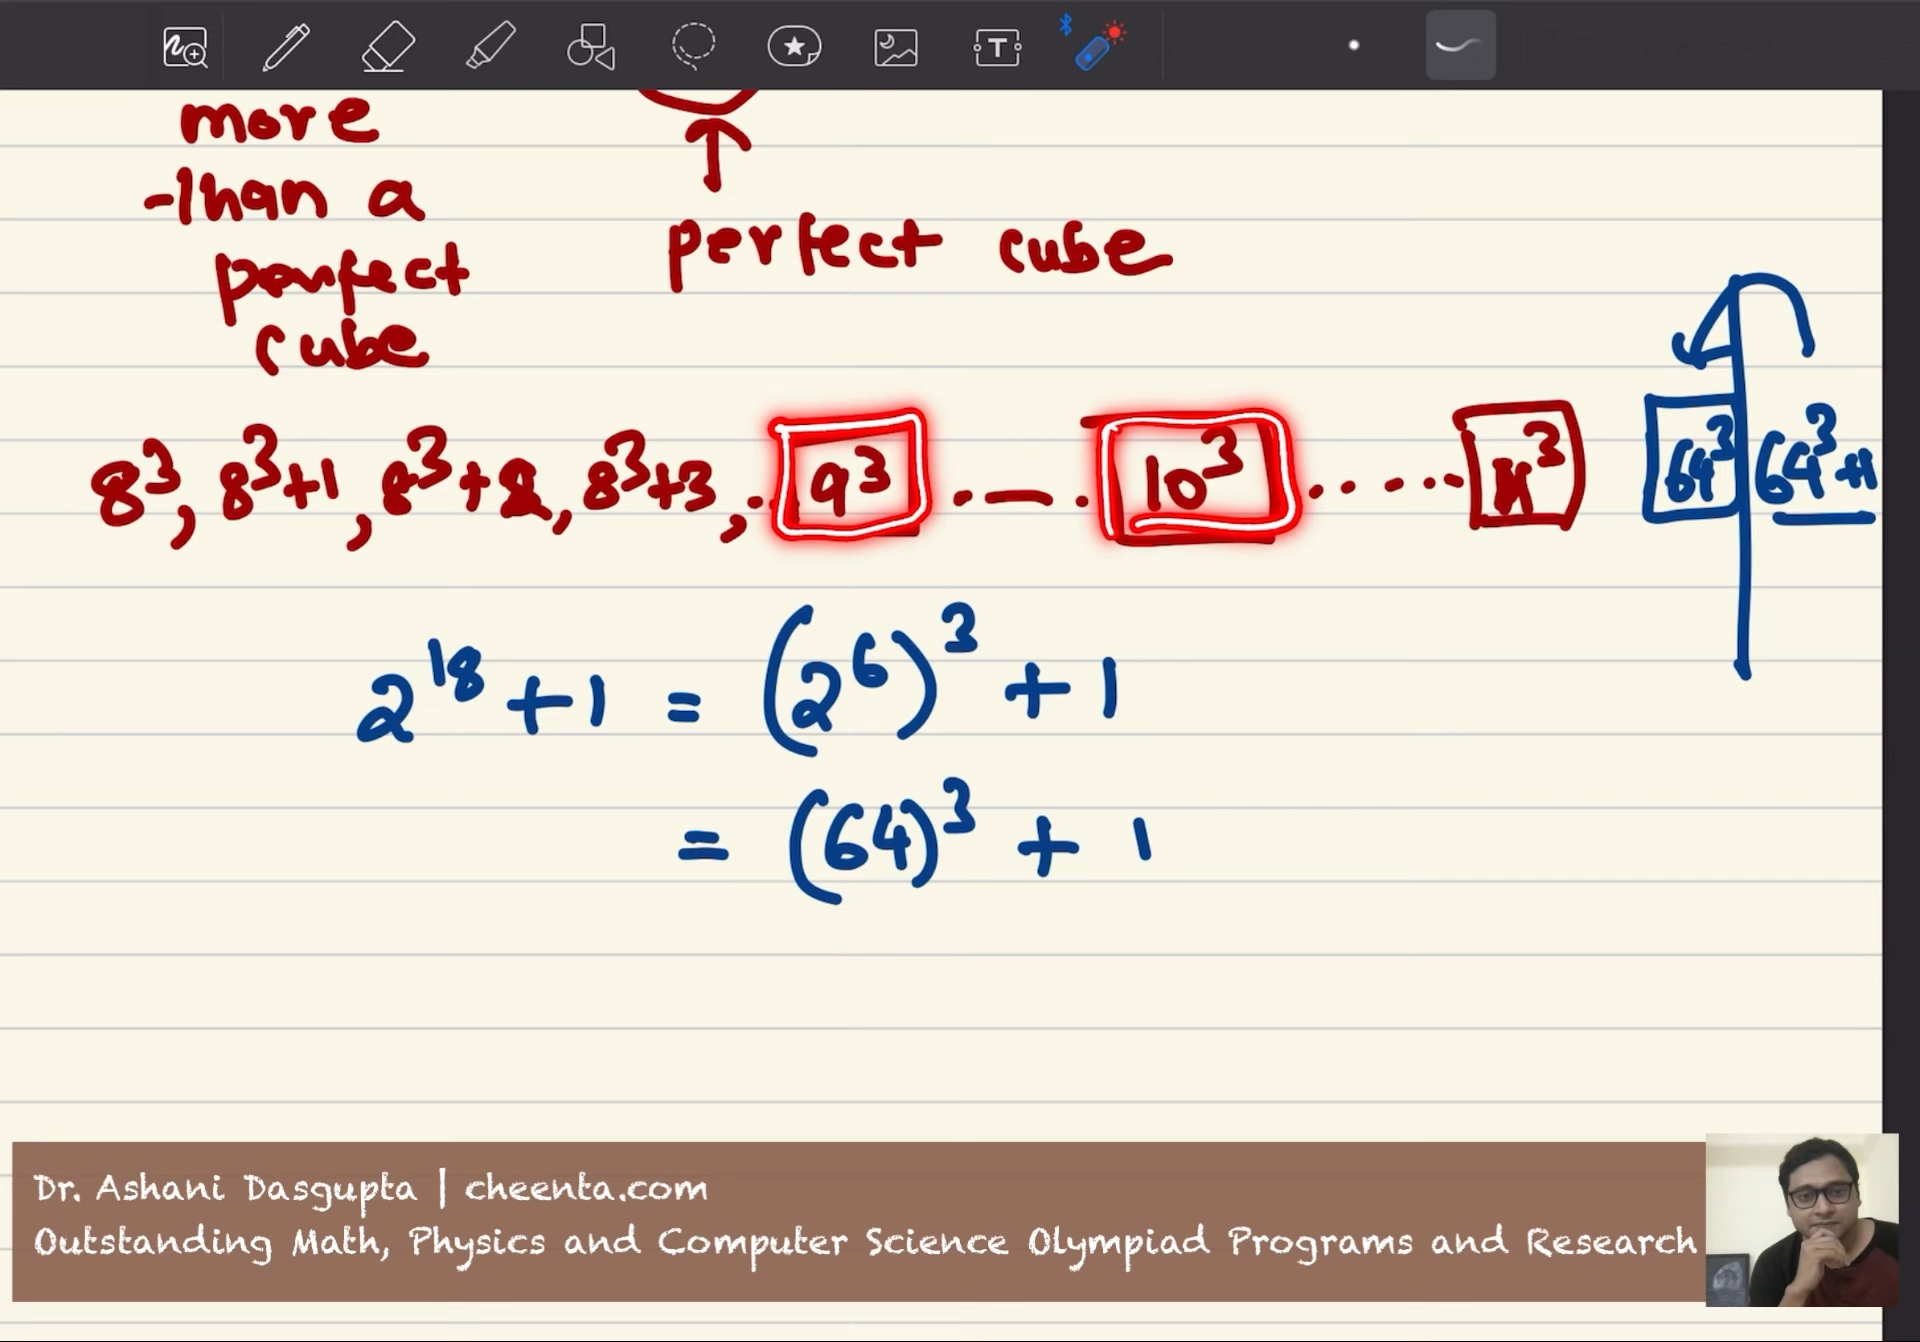 more
than a
perfect
cube
perfect cube
8³, 8³+1, 8³+2, 8³+3, . 9³ . — . 10³ ..... 11³ 64³ 64³+1
2¹⁸ + 1 = (2⁶)³ + 1
= (64)³ + 1
Dr. Ashani Dasgupta | cheenta.com
Outstanding Math, Physics and Computer Science Olympiad Programs and Research